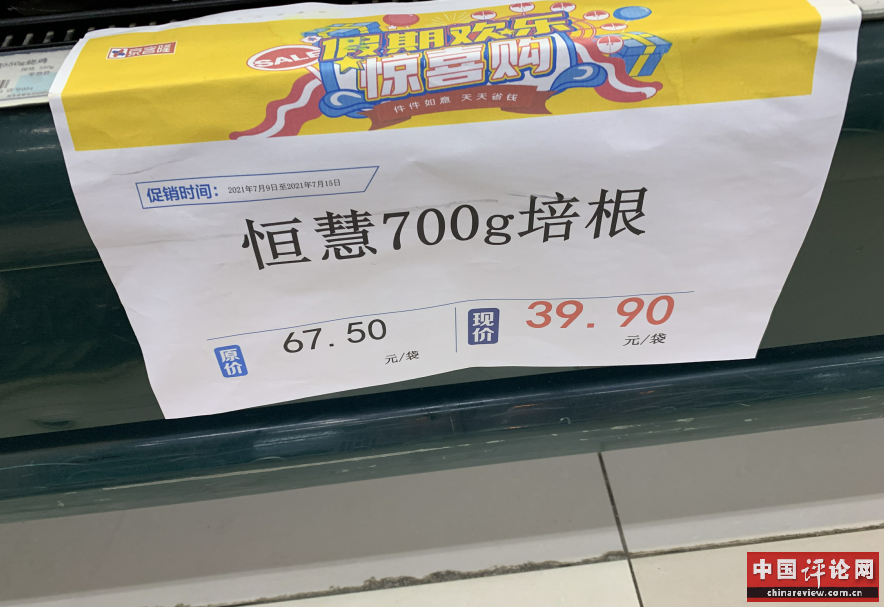 京客隆
SALE
假期欢乐
惊喜购
件件如意 天天省钱
促销时间: 2021年7月9日至2021年7月15日
恒慧700g培根
原价 67.50 元/袋
现价 39.90 元/袋
中国评论网
chinareview.com.cn